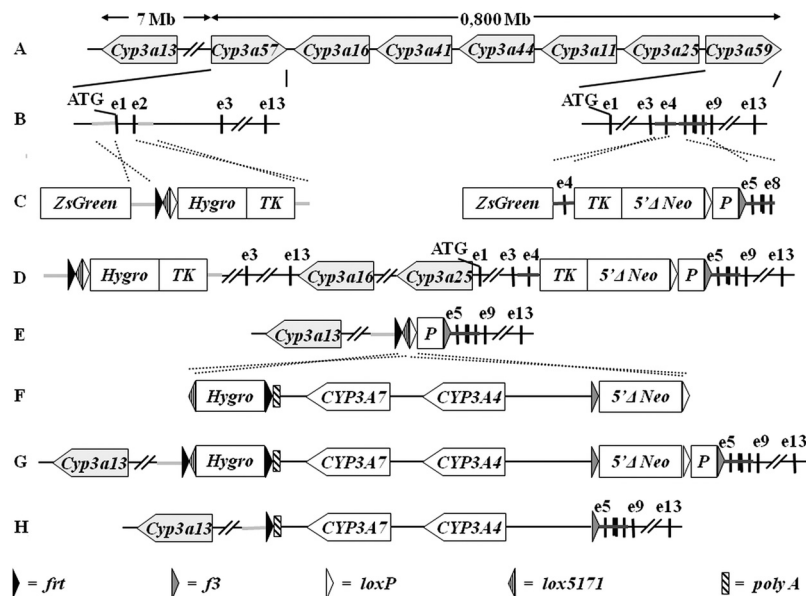 7 Mb 0,800 Mb
A Cyp3a13 Cyp3a57 Cyp3a16 Cyp3a41 Cyp3a44 Cyp3a11 Cyp3a25 Cyp3a59
B ATG e1 e2 e3 e13 ATG e1 e3 e4 e9 e13
C ZsGreen Hygro TK ZsGreen e4 TK 5'Δ Neo P e5 e8
D Hygro TK e3 e13 Cyp3a16 Cyp3a25 ATG e1 e3 e4 TK 5'Δ Neo P e5 e9 e13
E Cyp3a13 P e5 e9 e13
F Hygro CYP3A7 CYP3A4 5'Δ Neo
G Cyp3a13 Hygro CYP3A7 CYP3A4 5'Δ Neo P e5 e9 e13
H Cyp3a13 CYP3A7 CYP3A4 e5 e9 e13
= frt = f3 = loxP = lox5171 = poly A